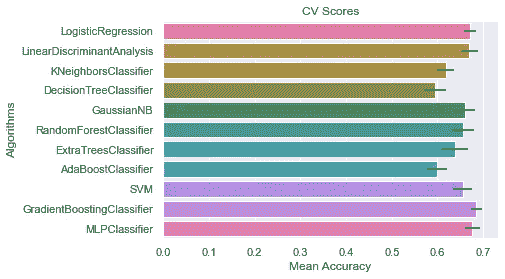 CV Scores
LogisticRegression
LinearDiscriminantAnalysis
KNeighborsClassifier
DecisionTreeClassifier
GaussianNB
RandomForestClassifier
ExtraTreesClassifier
AdaBoostClassifier
SVM
GradientBoostingClassifier
MLPClassifier
Algorithms
0.0 0.1 0.2 0.3 0.4 0.5 0.6 0.7
Mean Accuracy